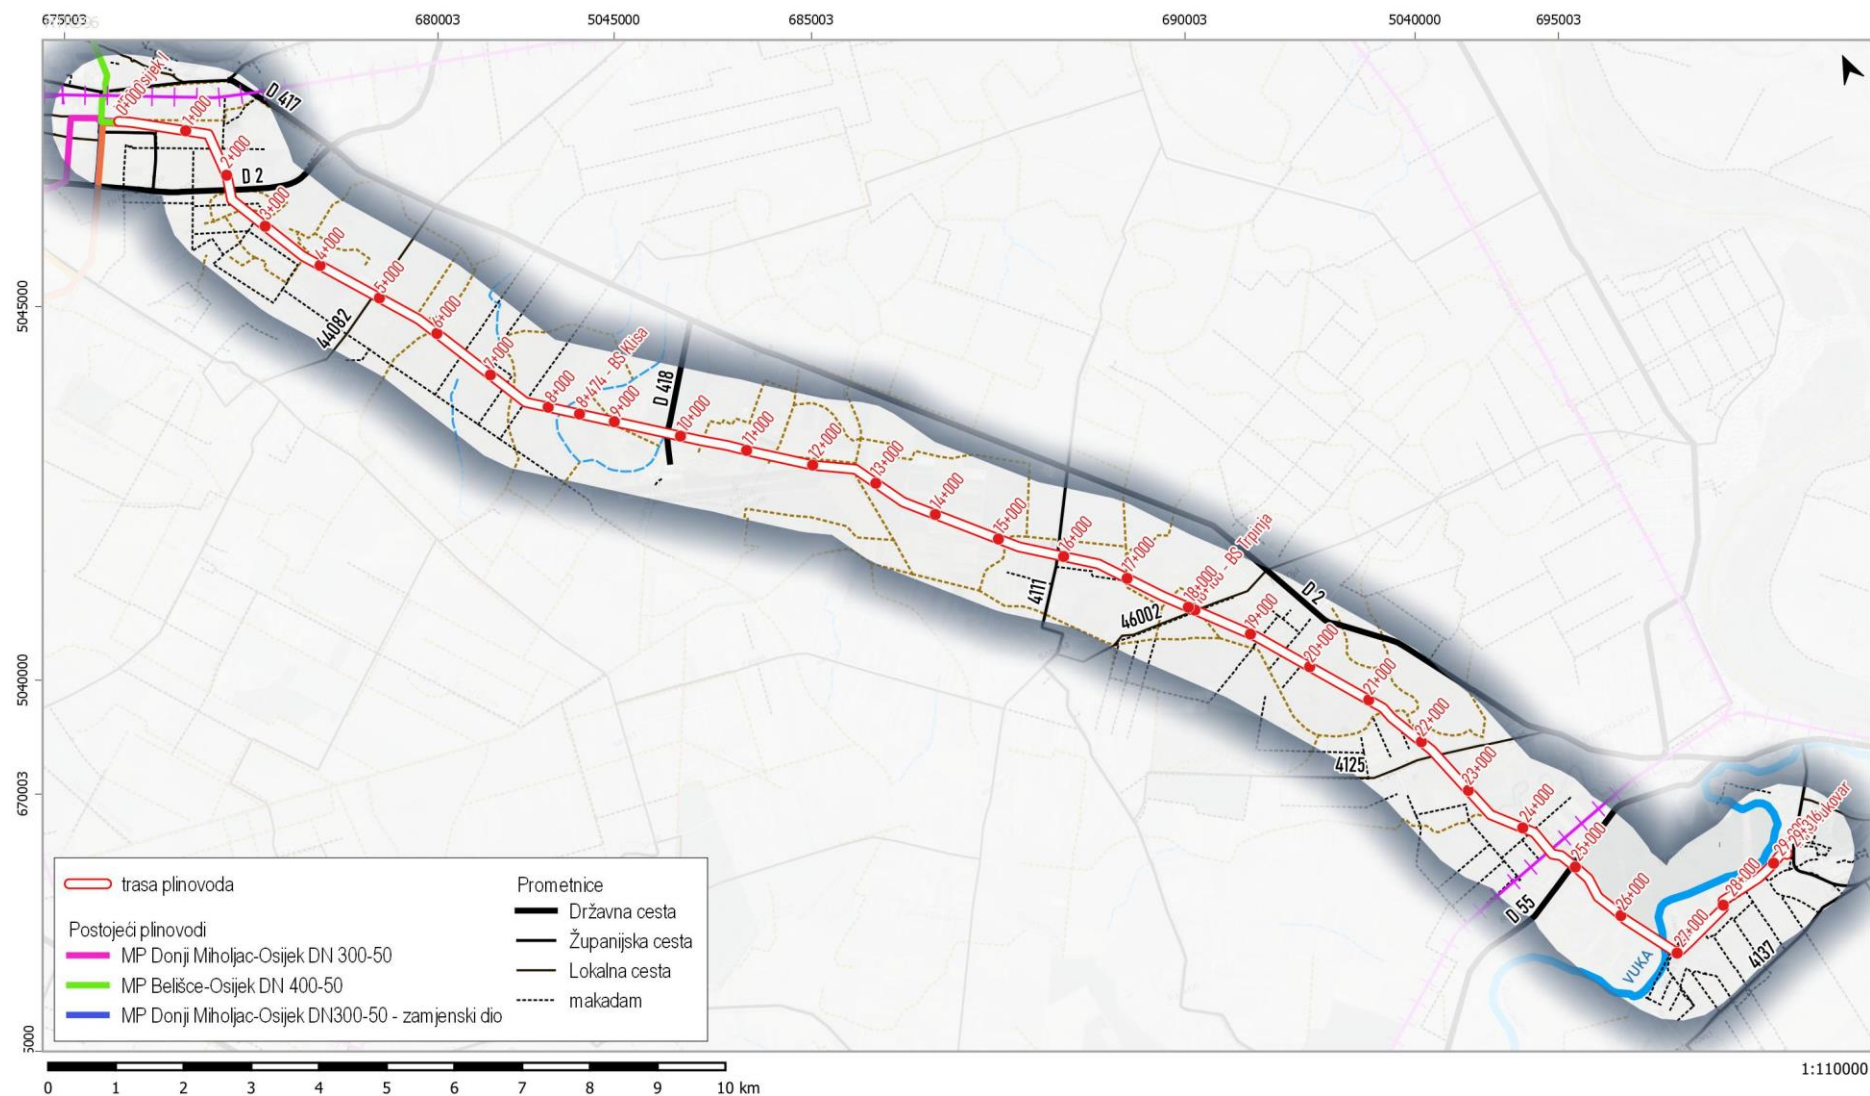 675003
680003
5045000
685003
690003
5040000
695003
0+000
1+000
D 417
2+000
D 2
3+000
4+000
5+000
44082
6+000
7+000
8+000
8+474 - BS Klisa
9+000
D 418
10+000
11+000
12+000
13+000
14+000
15+000
16+000
4111
17+000
46002
18+000
- BS Trpinja
19+000
D 2
20+000
21+000
22+000
4125
23+000
24+000
25+000
D 55
26+000
27+000
VUKA
28+000
29+316
4137
5045000
5040000
670003
trasa plinovoda
Postojeći plinovodi
MP Donji Miholjac-Osijek DN 300-50
MP Belišce-Osijek DN 400-50
MP Donji Miholjac-Osijek DN300-50 - zamjenski dio
Prometnice
Državna cesta
Županijska cesta
Lokalna cesta
makadam
0 1 2 3 4 5 6 7 8 9 10 km
1:110000